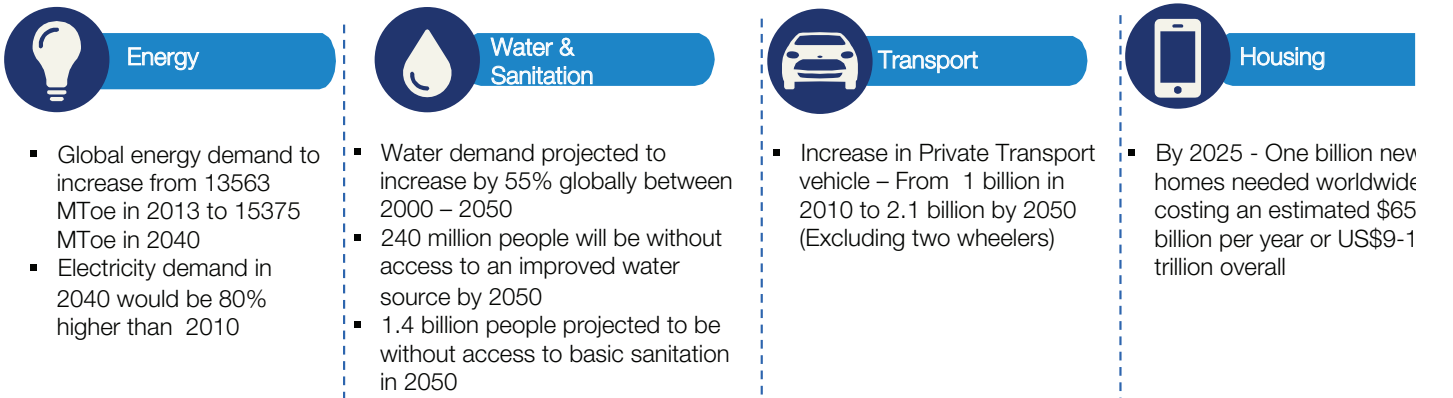 Energy
▪ Global energy demand to
increase from 13563
MToe in 2013 to 15375
MToe in 2040
▪ Electricity demand in
2040 would be 80%
higher than 2010
Water &
Sanitation
▪ Water demand projected to
increase by 55% globally between
2000 – 2050
▪ 240 million people will be without
access to an improved water
source by 2050
▪ 1.4 billion people projected to be
without access to basic sanitation
in 2050
Transport
▪ Increase in Private Transport
vehicle – From 1 billion in
2010 to 2.1 billion by 2050
(Excluding two wheelers)
Housing
▪ By 2025 - One billion new
homes needed worldwide
costing an estimated
billion per year or
trillion overall